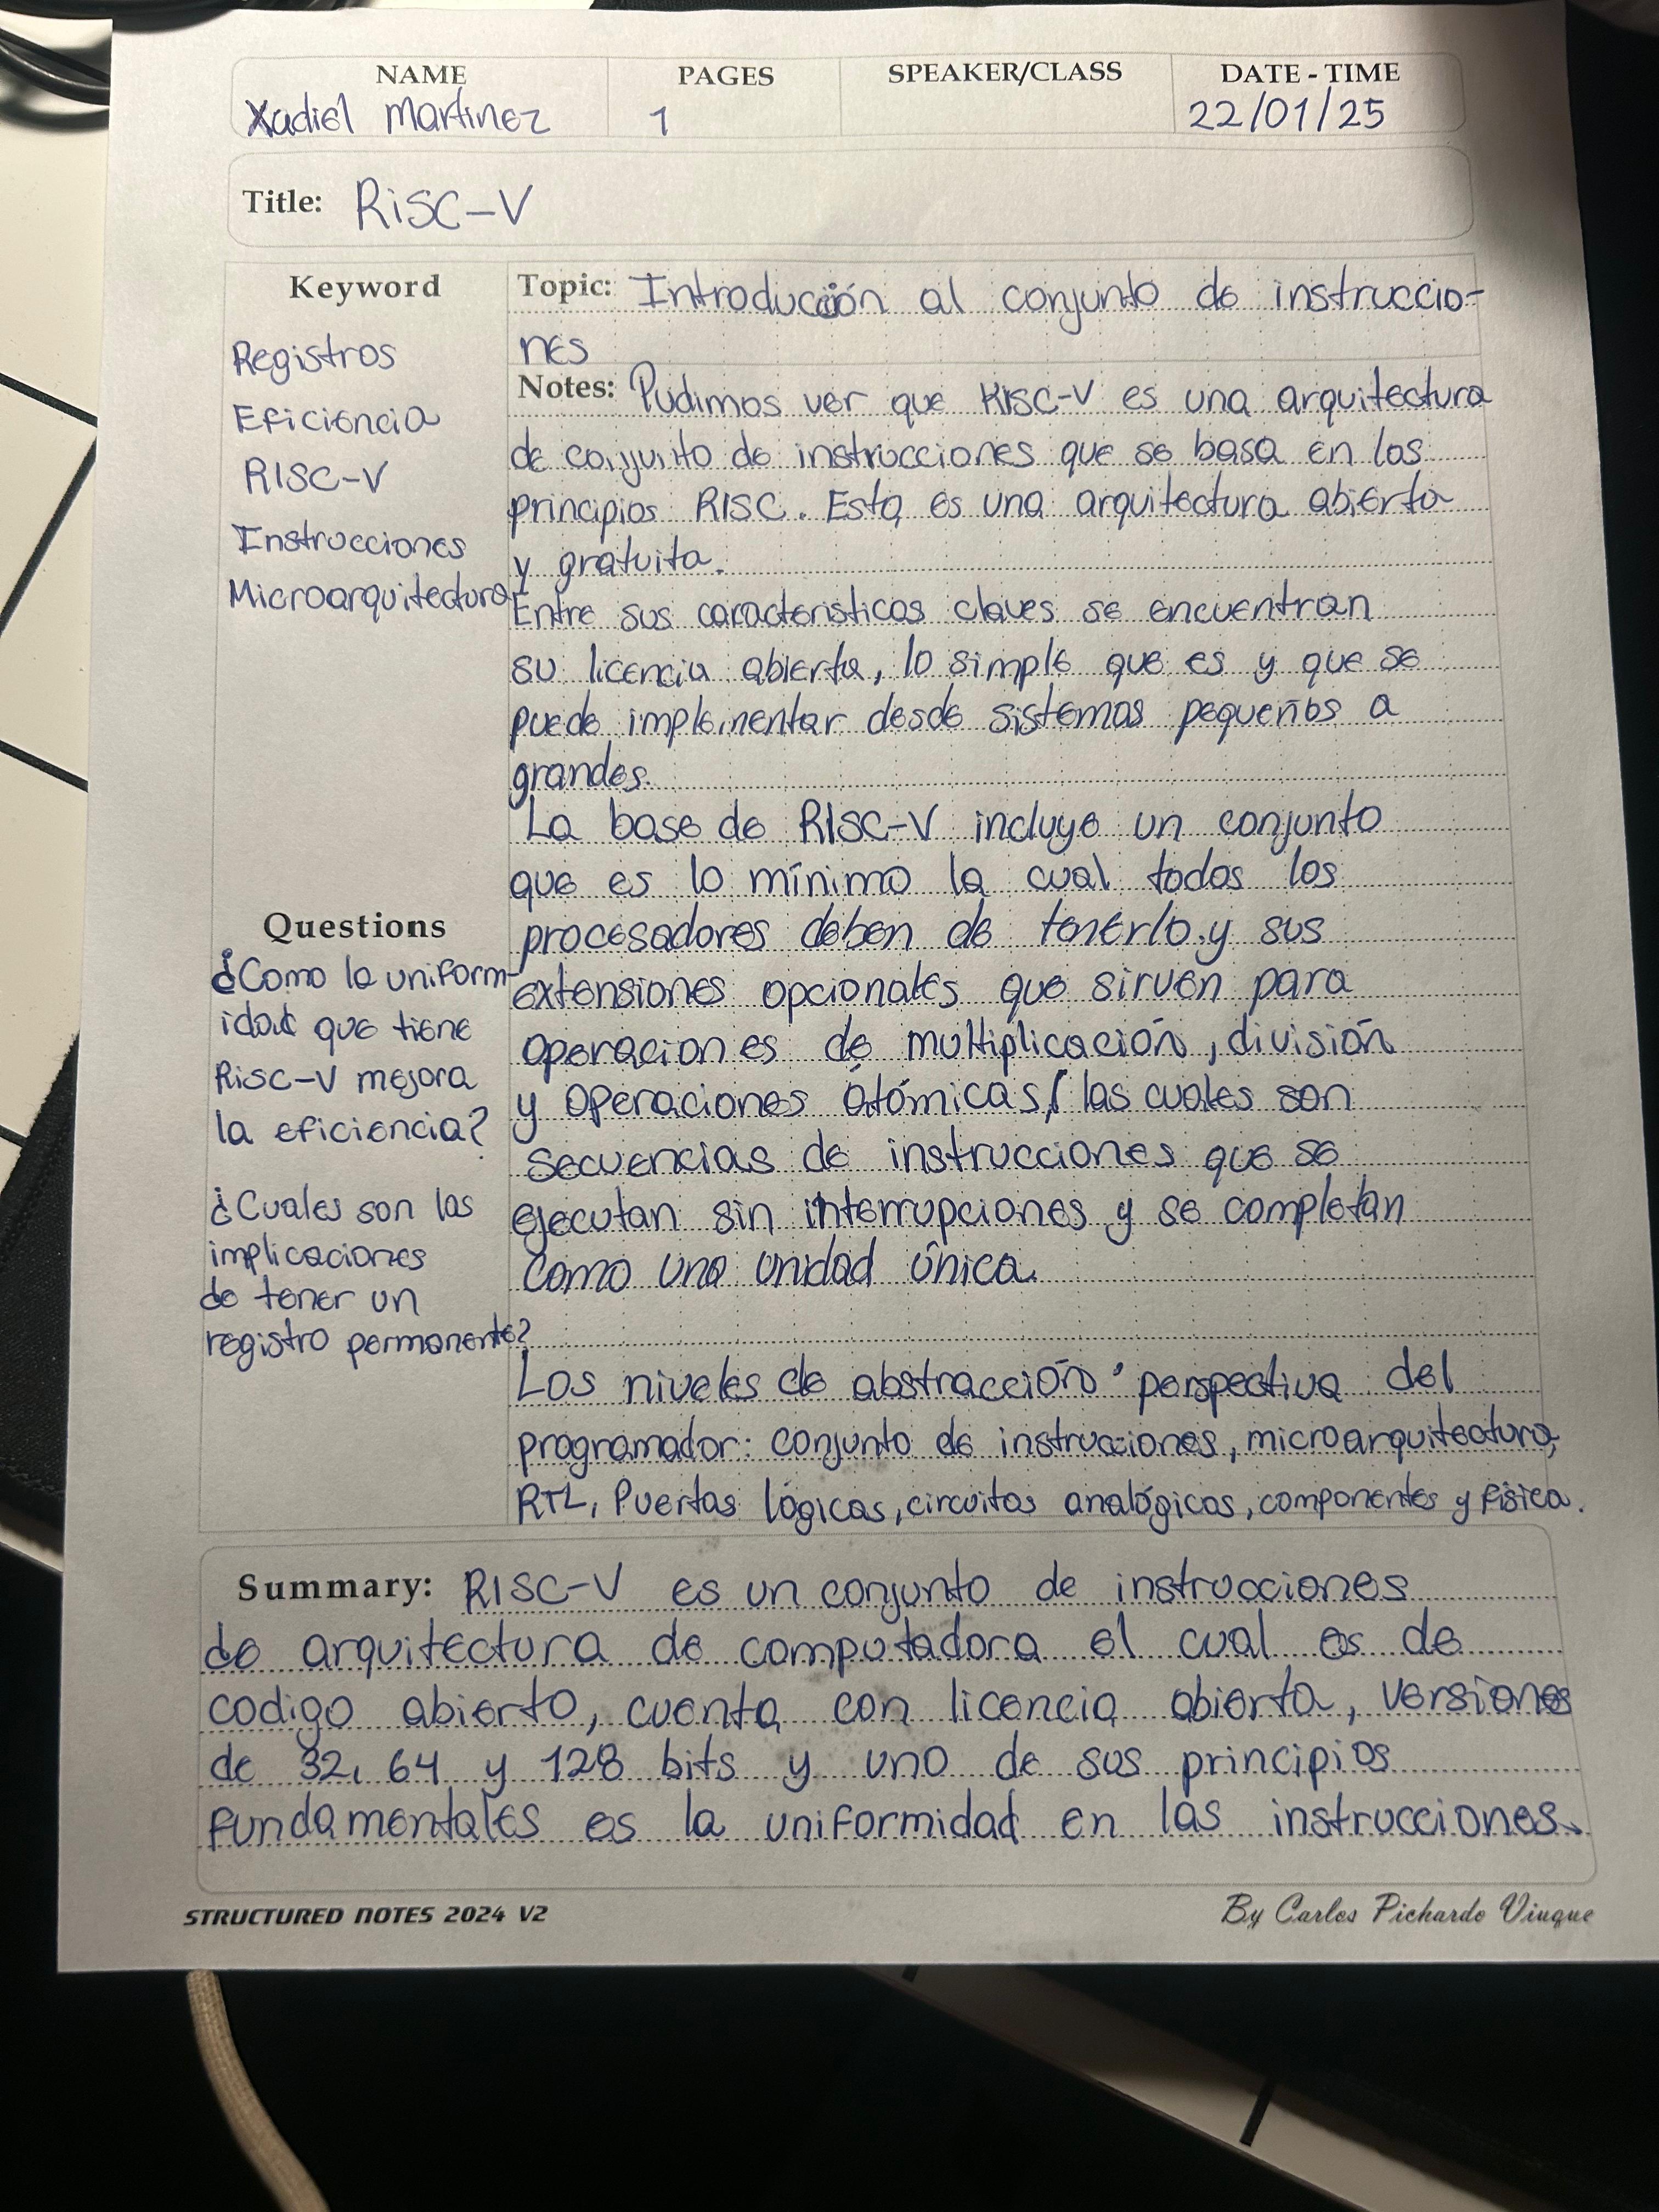 NAME PAGES SPEAKER/CLASS DATE - TIME
Xadiel Martinez 1 22/01/25
Title: RISC-V
Keyword
Registros
Eficiencia
RISC-V
Instrucciones
Microarquitectura
Topic: Introducción al conjunto de instruccio-
nes
Notes: Pudimos ver que RISC-V es una arquitectura
de conjunto de instrucciones que se basa en los
principios RISC. Esta es una arquitectura abierta
y gratuita.
Entre sus caracteristicas claves se encuentran
su licencia abierta, lo simple que es y que se
puede implementar desde sistemas pequeños a
grandes.
La base de RISC-V incluye un conjunto
que es lo mínimo la cual todos los
procesadores deben de tenerlo y sus
extensiones opcionales que sirven para
operaciones de multiplicación, división
y operaciones atómicas, las cuales son
secuencias de instrucciones que se
ejecutan sin interrupciones y se completan
como una unidad única.
Los niveles de abstracción perspectiva del
programador: conjunto de instrucciones, microarquitectura,
RTL, Puertas lógicas, circuitos analógicos, componentes y física.
Questions
¿Como la uniform-
idad que tiene
RISC-V mejora
la eficiencia?
¿Cuales son las
implicaciones
de tener un
registro permanente?
Summary: RISC-V es un conjunto de instrucciones
de arquitectura de computadora el cual es de
codigo abierto, cuenta con licencia abierta, versiones
de 32, 64 y 128 bits y uno de sus principios
fundamentales es la uniformidad en las instrucciones.
STRUCTURED NOTES 2024 V2
By Carlos Pichardo Viuque